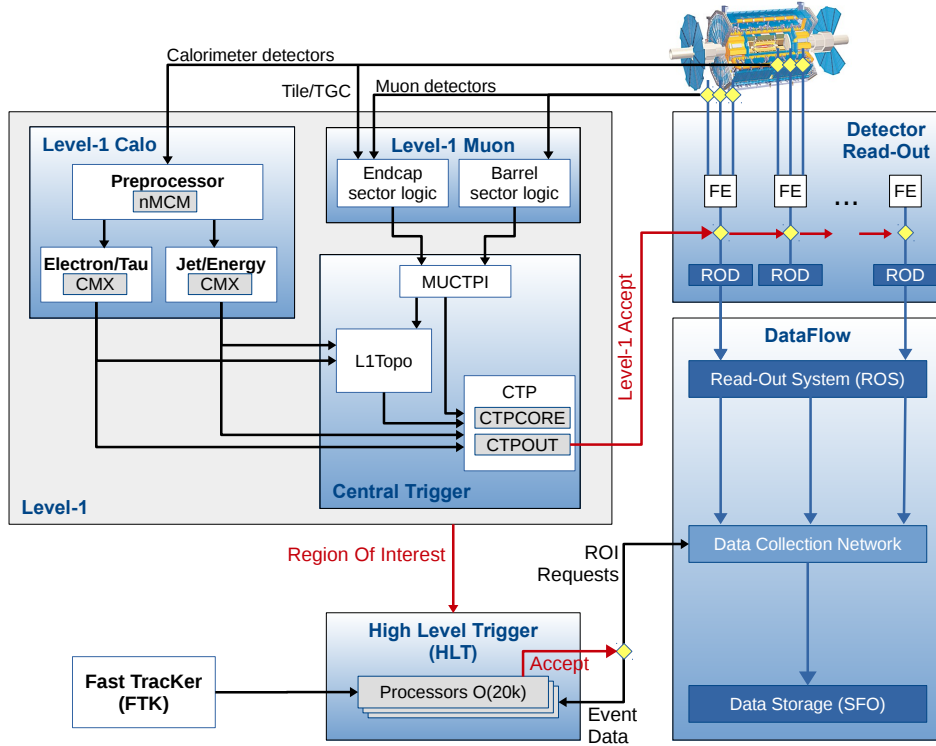 Calorimeter detectors
Tile/TGC
Muon detectors
Level-1 Calo
Preprocessor
nMCM
Electron/Tau
CMX
Jet/Energy
CMX
Level-1 Muon
Endcap
sector logic
Barrel
sector logic
MUCTPI
L1Topo
CTP
CTPCORE
CTPOUT
Central Trigger
Level-1
Level-1 Accept
Detector
Read-Out
FE
FE
...
FE
ROD
ROD
ROD
DataFlow
Read-Out System (ROS)
Data Collection Network
Data Storage (SFO)
Region Of Interest
ROI
Requests
High Level Trigger
(HLT)
Accept
Processors O(20k)
Event
Data
Fast TracKer
(FTK)